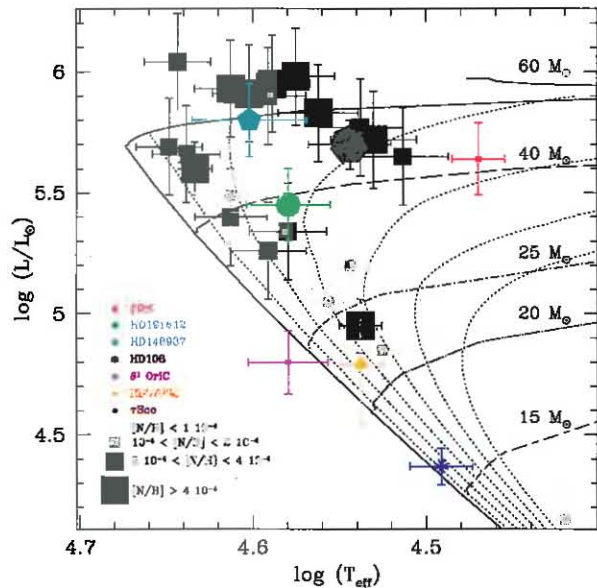 log (L/L⊙)
6
5.5
5
4.5
60 M⊙
40 M⊙
25 M⊙
20 M⊙
15 M⊙
HD191612
HD148937
HD108
θ¹ OriC
τSco
[N/H] < 1 10⁻⁴
10⁻⁴ < [N/H] < 2 10⁻⁴
2 10⁻⁴ < [N/H] < 4 10⁻⁴
[N/H] > 4 10⁻⁴
4.7
4.6
4.5
log (T_eff)